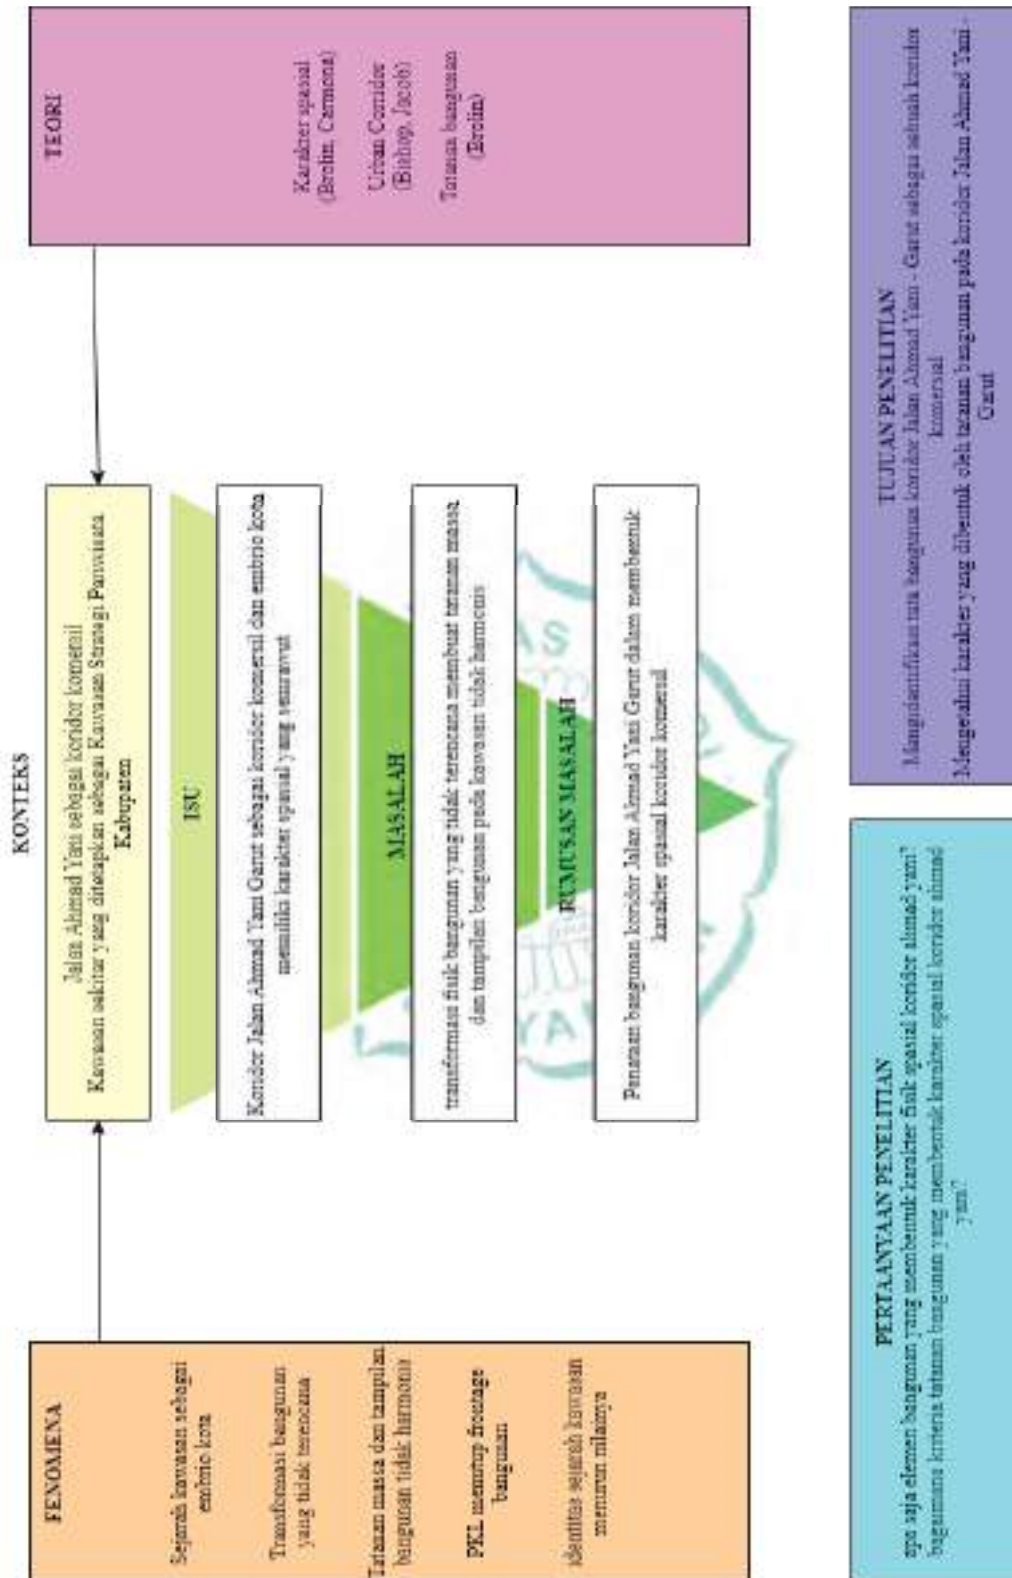 KONTEKS
FENOMENA
Sejarah kawasan sebagai
embrio kota
Transformasi bangunan
yang tidak terencana
Tatanan massa dan tampilan
bangunan tidak harmonis
PKL menutup frontage
bangunan
identitas sejarah kawasan
menurun nilainya
Jalan Ahmad Yani sebagai koridor komersil
Kawasan sekitar yang ditetapkan sebagai Kawasan Strategi Pariwisata
Kabupaten
ISU
Koridor Jalan Ahmad Yani Garut sebagai koridor komersil dan embrio kota
memiliki karakter spasial yang semrawut
MASALAH
transformasi fisik bangunan yang tidak terencana membuat tatanan massa
dan tampilan bangunan pada kawasan tidak harmonis
RUMUSAN MASALAH
Penataan bangunan koridor Jalan Ahmad Yani Garut dalam membentuk
karakter spasial koridor komersil
TEORI
Karakter spasial
(Brolin, Carmona)
Urban Corridor
(Bishop, Jacob)
Tatanan bangunan
(Brolin)
PERTAANYAAN PENELITIAN
apa saja elemen bangunan yang membentuk karakter fisik spasial koridor ahmad yani?
bagaimana kriteria tatanan bangunan yang membentuk karakter spasial koridor ahmad
yani?
TUJUAN PENELITIAN
Mengidentifikasi tata bangunan koridor Jalan Ahmad Yani - Garut sebagai sebuah koridor
komersial
Mengetahui karakter yang dibentuk oleh tatanan bangunan pada koridor Jalan Ahmad Yani -
Garut